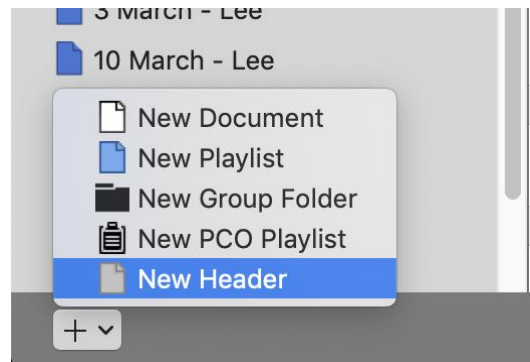 3 March - Lee
10 March - Lee
New Document
New Playlist
New Group Folder
New PCO Playlist
New Header